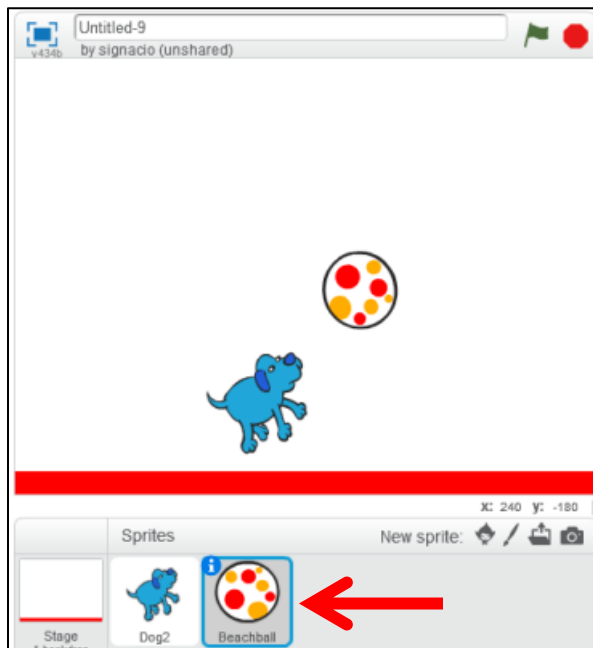 Untitled-9
v434b
by signacio (unshared)
x: 240 y: -180
Sprites
New sprite:
Stage
Dog2
Beachball